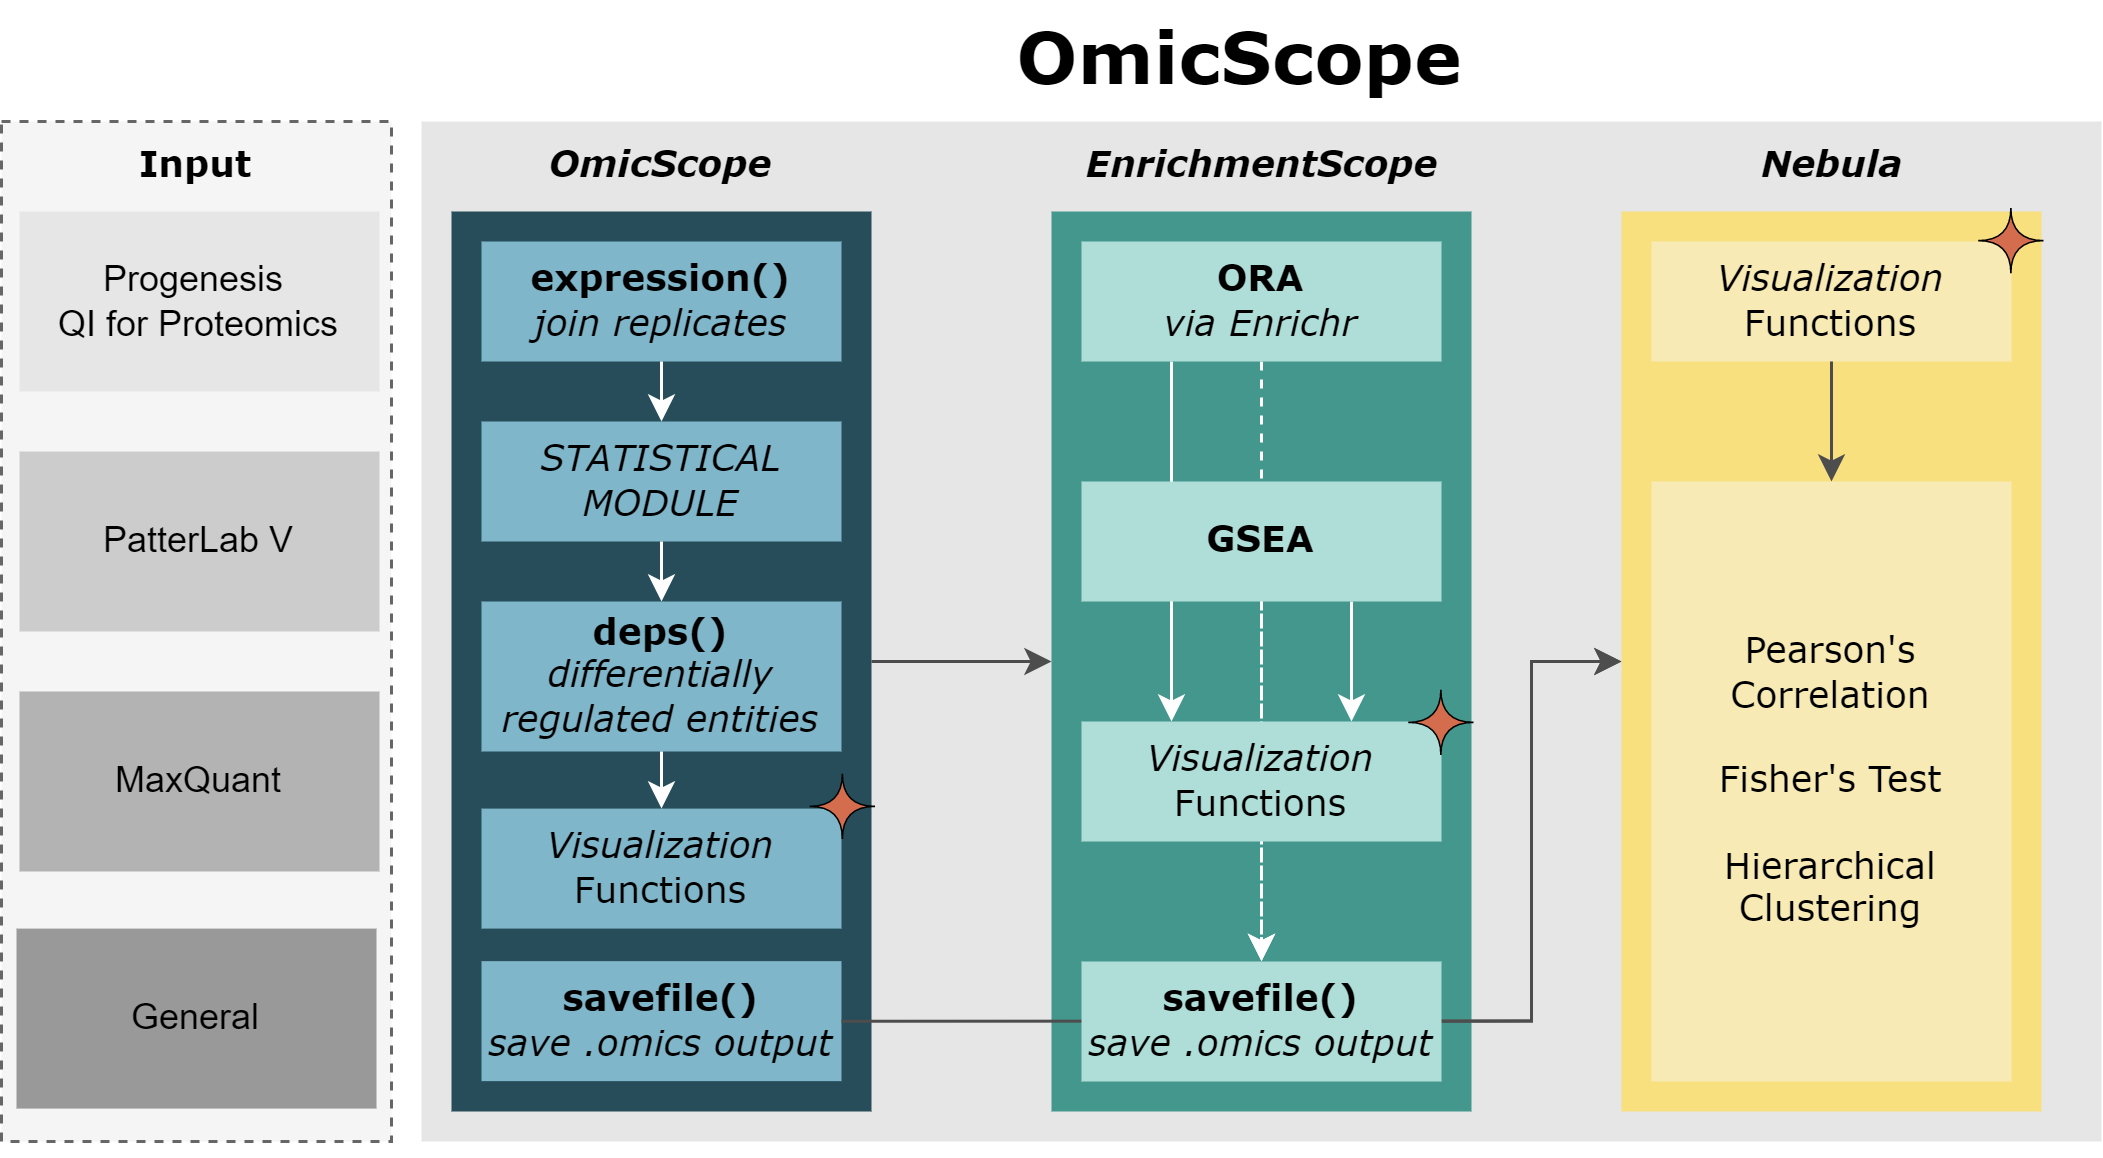 OmicScope
Input
Progenesis
QI for Proteomics
PatterLab V
MaxQuant
General
OmicScope
expression()
join replicates
STATISTICAL
MODULE
deps()
differentially
regulated entities
Visualization
Functions
savefile()
save .omics output
EnrichmentScope
ORA
via Enrichr
GSEA
Visualization
Functions
savefile()
save .omics output
Nebula
Visualization
Functions
Pearson's
Correlation
Fisher's Test
Hierarchical
Clustering